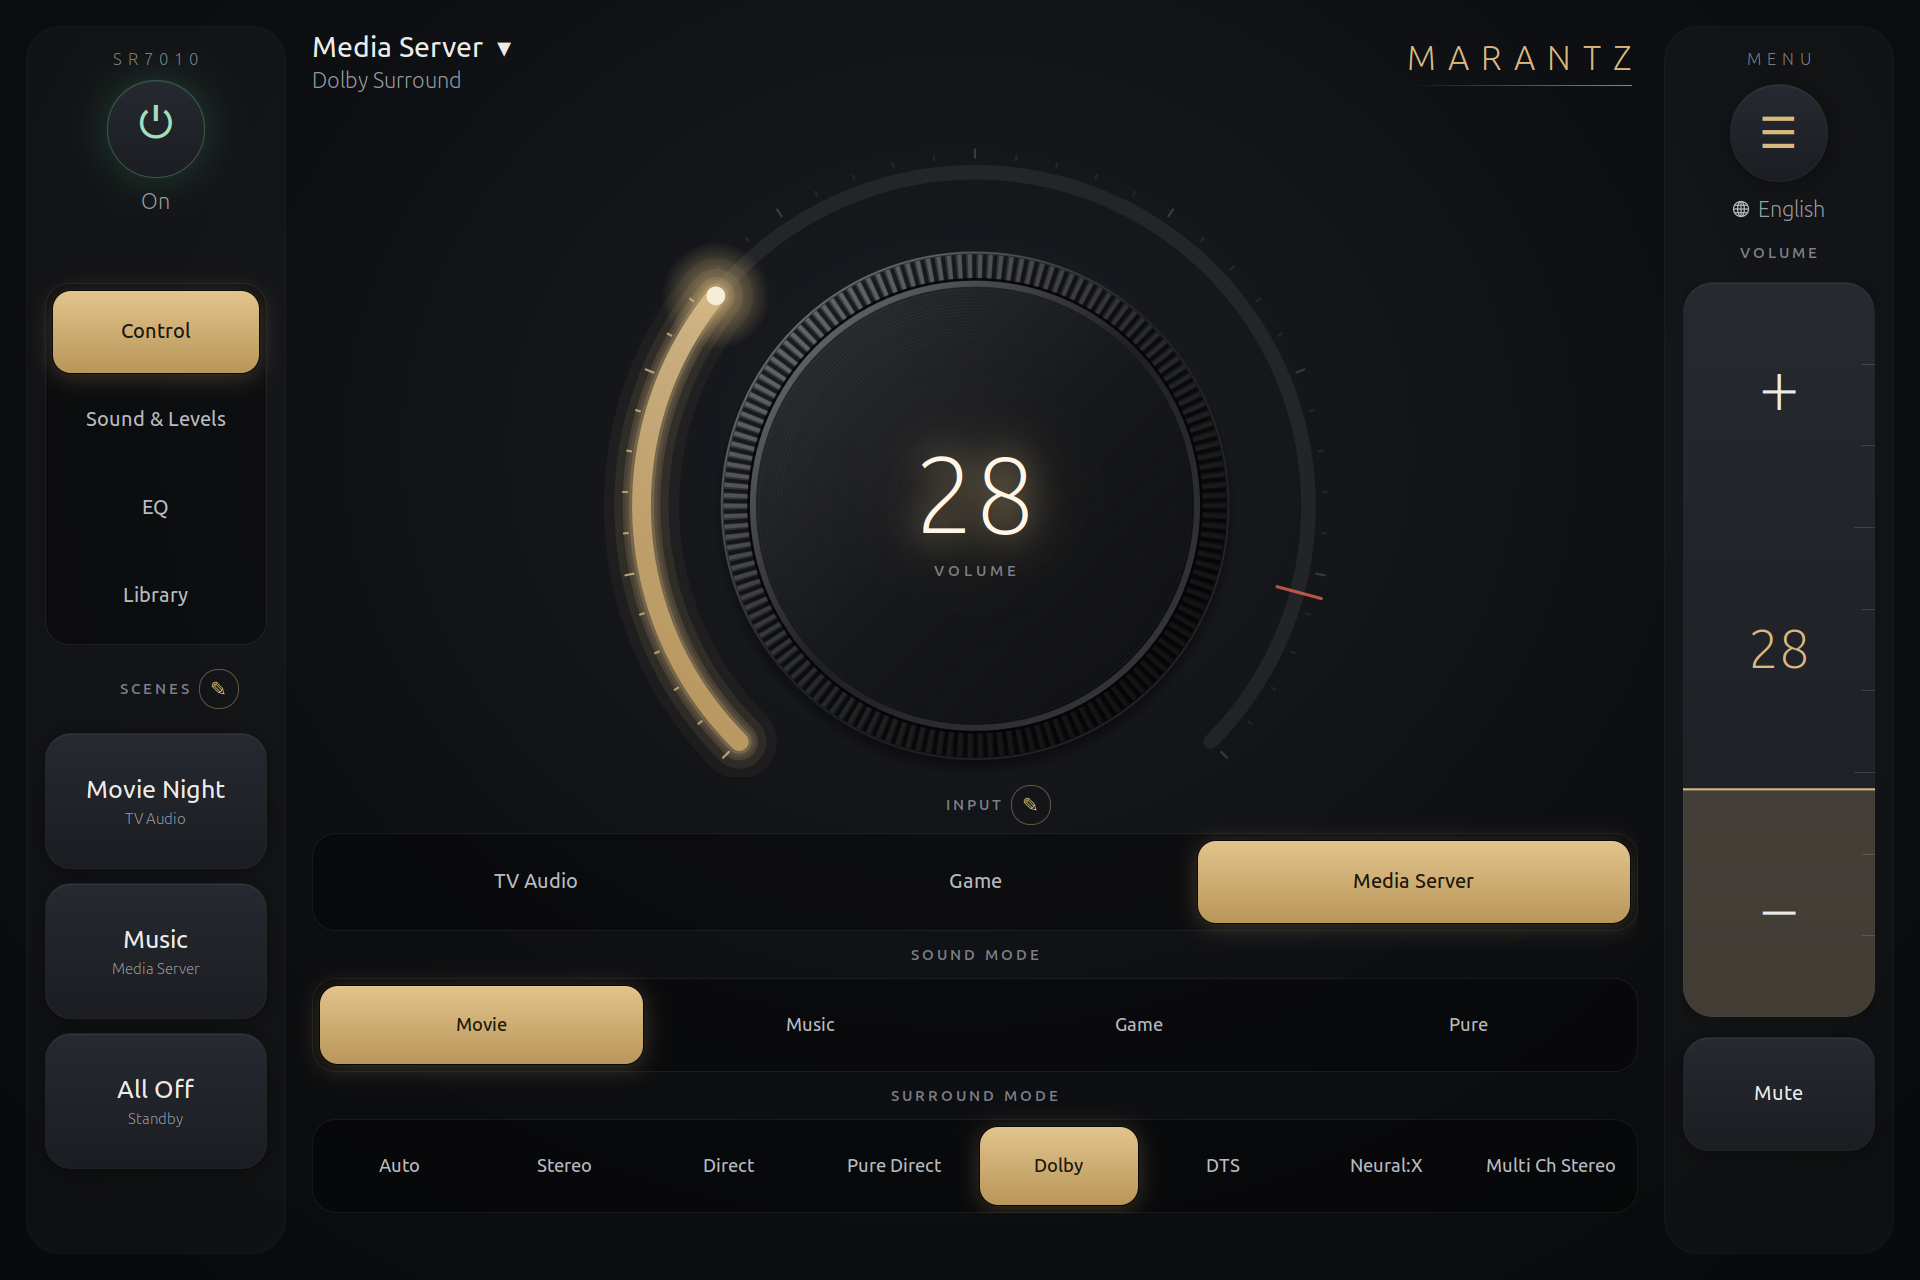 SR7010
On
Control
Sound & Levels
EQ
Library
SCENES
Movie Night
TV Audio
Music
Media Server
All Off
Standby
Media Server ▼
Dolby Surround
MARANTZ
28
VOLUME
INPUT
TV Audio Game Media Server
SOUND MODE
Movie Music Game Pure
SURROUND MODE
Auto Stereo Direct Pure Direct Dolby DTS Neural:X Multi Ch Stereo
MENU
English
VOLUME
+
28
−
Mute